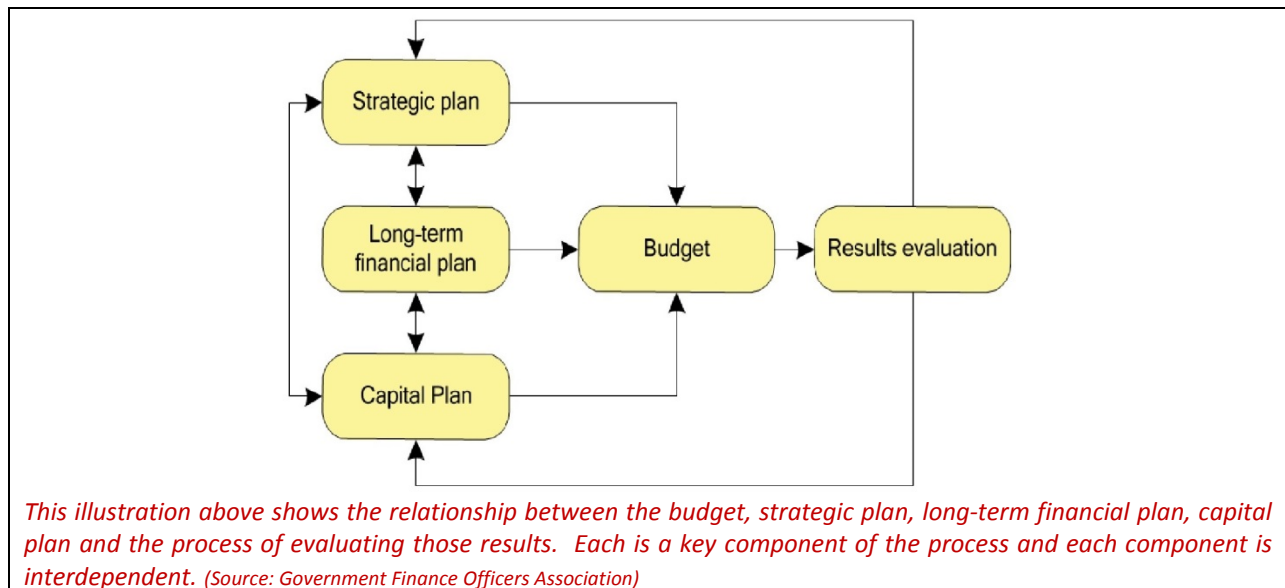 Strategic plan
Long-term
financial plan
Budget
Results evaluation
Capital Plan
This illustration above shows the relationship between the budget, strategic plan, long-term financial plan, capital
plan and the process of evaluating those results.  Each is a key component of the process and each component is
interdependent. (Source: Government Finance Officers Association)